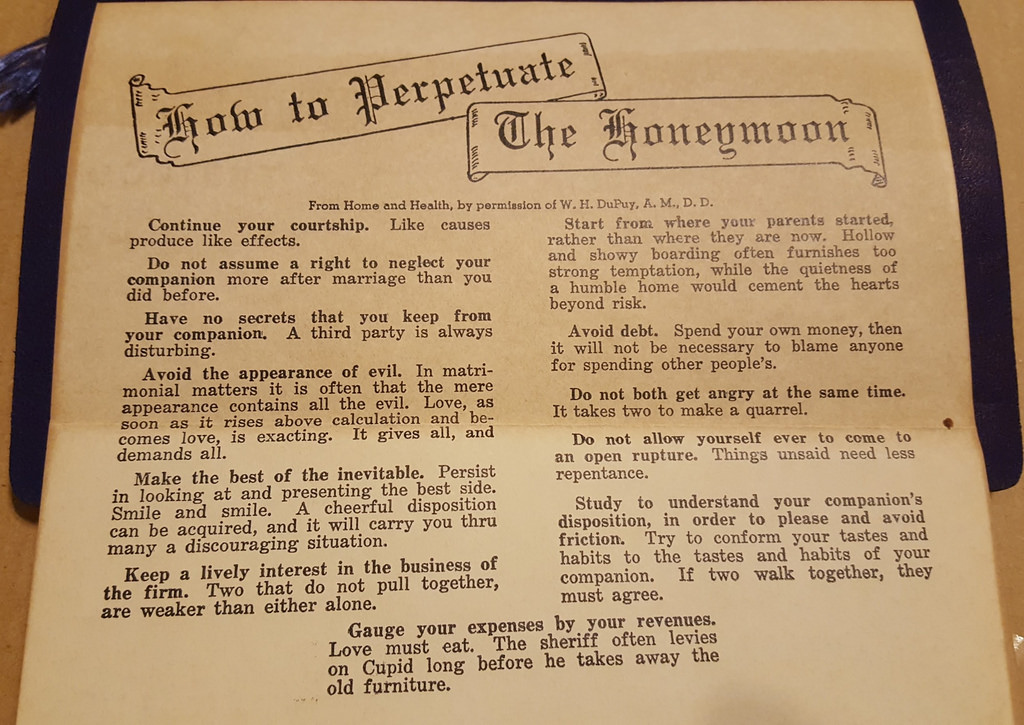 How to Perpetuate
The Honeymoon
From Home and Health, by permission of W. H. DuPuy, A. M., D. D.
Continue your courtship. Like causes
produce like effects.
Do not assume a right to neglect your
companion more after marriage than you
did before.
Have no secrets that you keep from
your companion. A third party is always
disturbing.
Avoid the appearance of evil. In matri-
monial matters it is often that the mere
appearance contains all the evil. Love, as
soon as it rises above calculation and be-
comes love, is exacting. It gives all, and
demands all.
Make the best of the inevitable. Persist
in looking at and presenting the best side.
Smile and smile. A cheerful disposition
can be acquired, and it will carry you thru
many a discouraging situation.
Keep a lively interest in the business of
the firm. Two that do not pull together,
are weaker than either alone.
Start from where your parents started,
rather than where they are now. Hollow
and showy boarding often furnishes too
strong temptation, while the quietness of
a humble home would cement the hearts
beyond risk.
Avoid debt. Spend your own money, then
it will not be necessary to blame anyone
for spending other people's.
Do not both get angry at the same time.
It takes two to make a quarrel.
Do not allow yourself ever to come to
an open rupture. Things unsaid need less
repentance.
Study to understand your companion's
disposition, in order to please and avoid
friction. Try to conform your tastes and
habits to the tastes and habits of your
companion. If two walk together, they
must agree.
Gauge your expenses by your revenues.
Love must eat. The sheriff often levies
on Cupid long before he takes away the
old furniture.